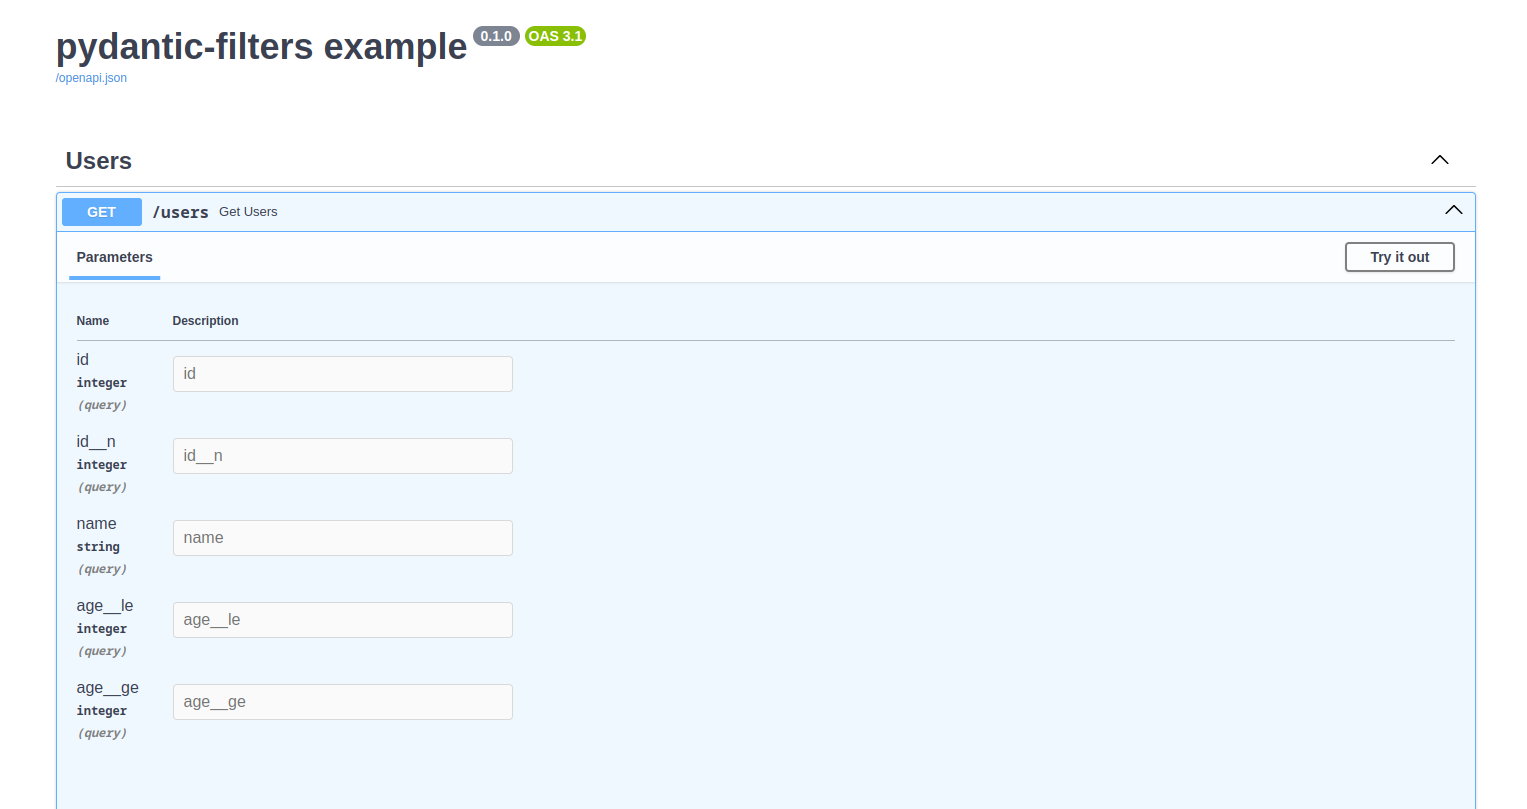 pydantic-filters example 0.1.0 OAS 3.1
/openapi.json
Users
GET /users Get Users
Parameters Try it out
Name Description
id
integer
(query)
id
id__n
integer
(query)
id__n
name
string
(query)
name
age__le
integer
(query)
age__le
age__ge
integer
(query)
age__ge